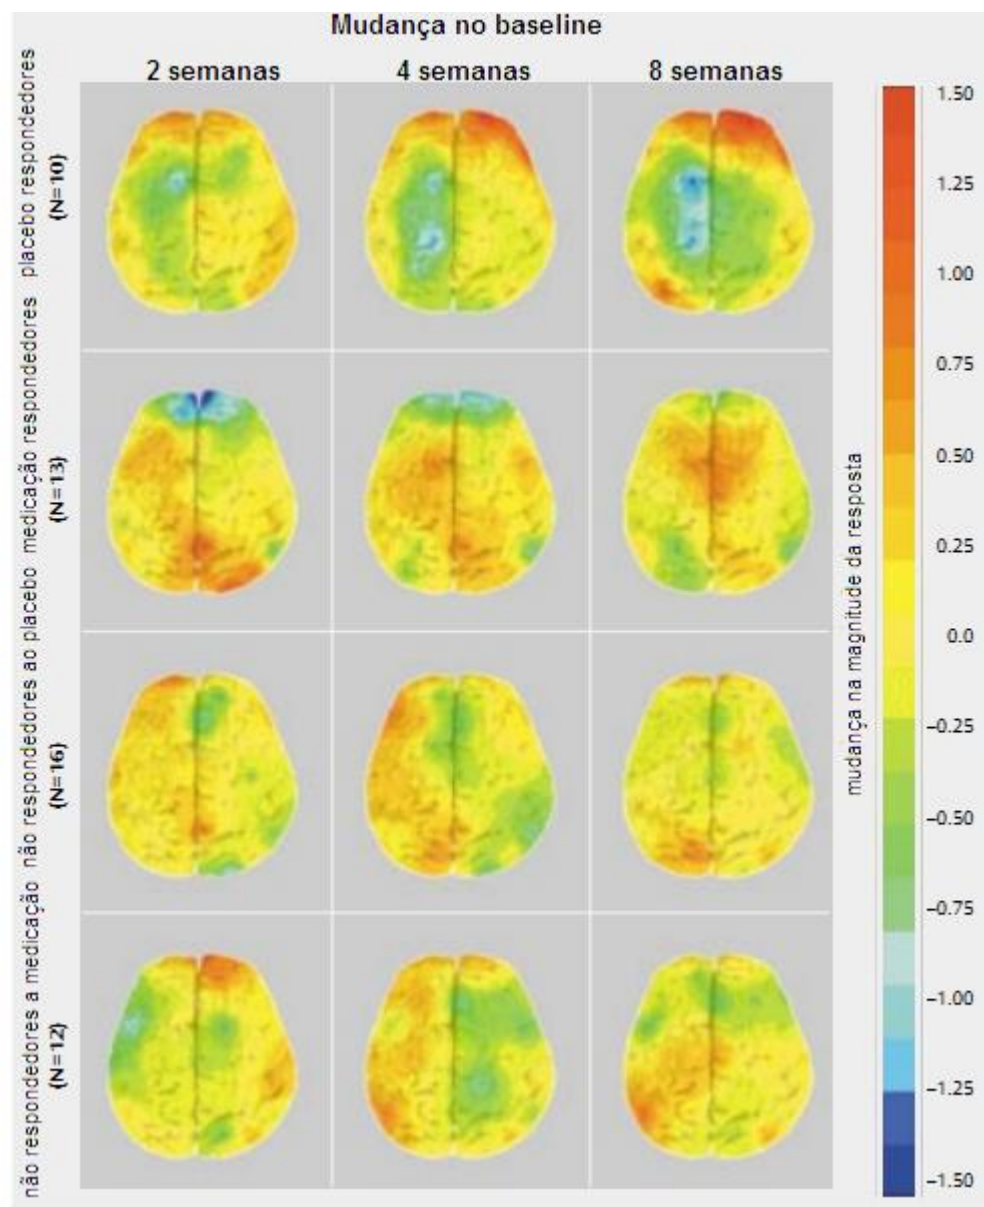 Mudança no baseline
2 semanas
4 semanas
8 semanas
placebo respondedores
(N=10)
medicação respondedores
(N=13)
não respondedores ao placebo
(N=16)
não respondedores a medicação
(N=12)
mudança na magnitude da resposta
1.50
1.25
1.00
0.75
0.50
0.25
0.0
−0.25
−0.50
−0.75
−1.00
−1.25
−1.50